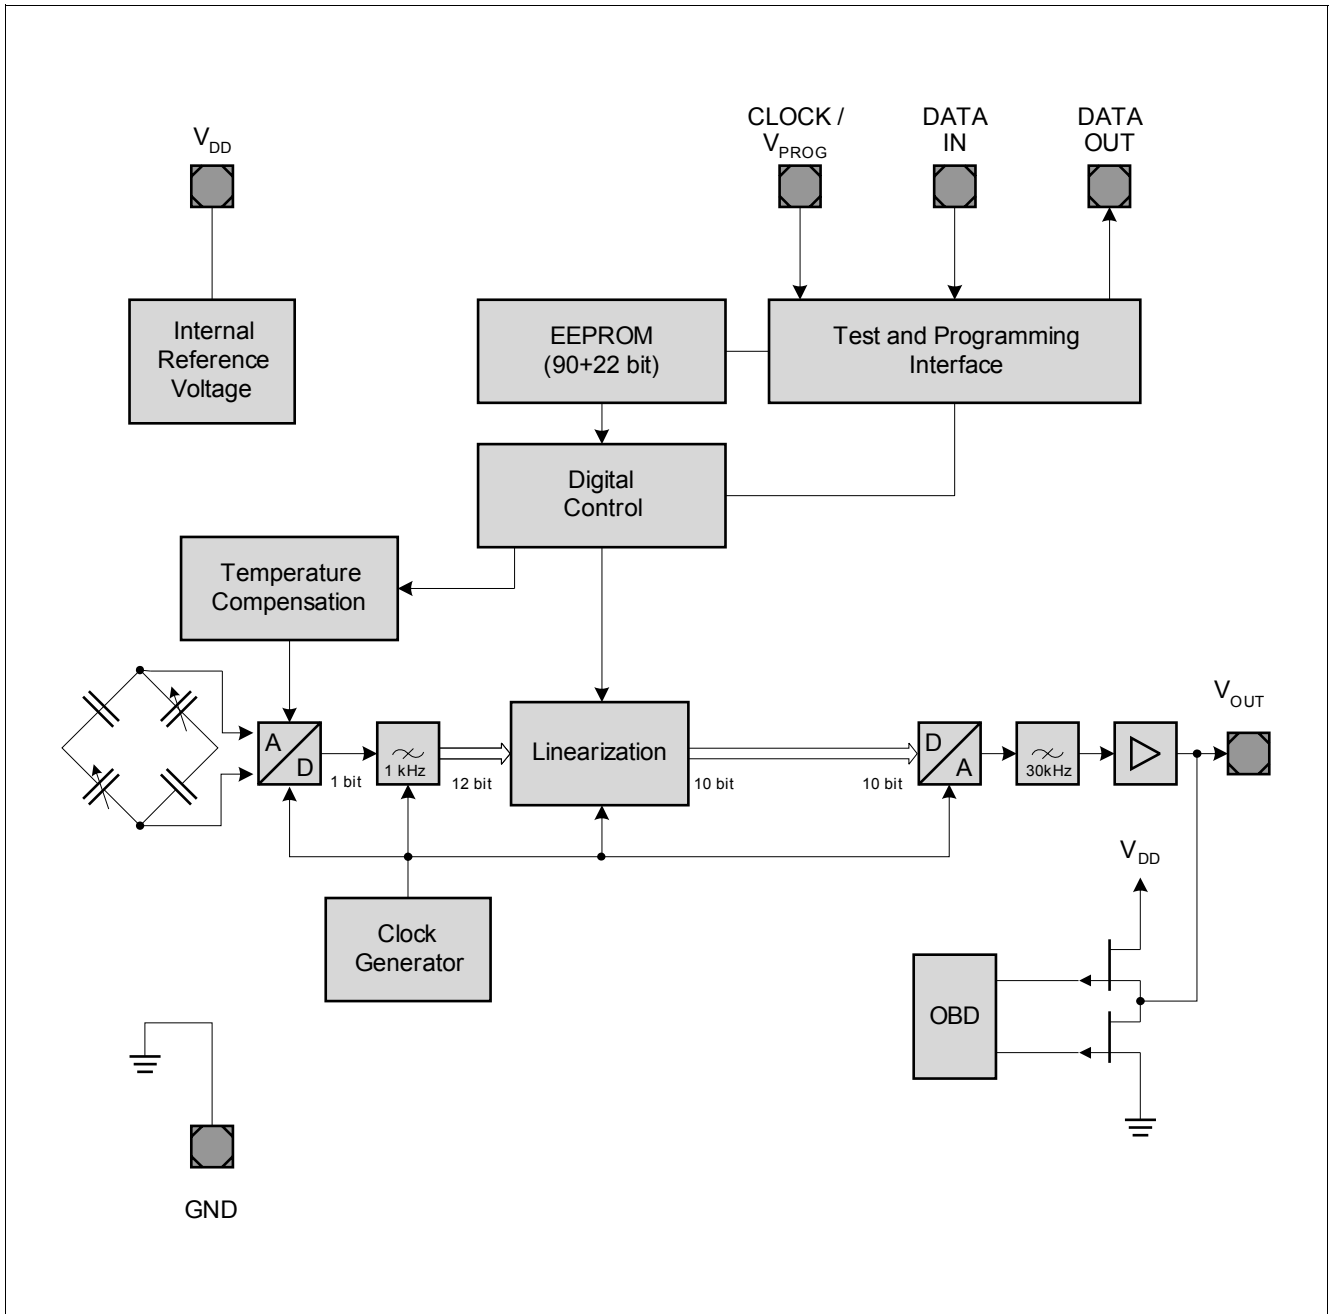 V_DD
CLOCK /
V_PROG
DATA
IN
DATA
OUT
Internal
Reference
Voltage
EEPROM
(90+22 bit)
Test and Programming
Interface
Digital
Control
Temperature
Compensation
V_OUT
A
D
1 bit
1 kHz
12 bit
Linearization
10 bit
10 bit
D
A
30kHz
V_DD
Clock
Generator
OBD
GND